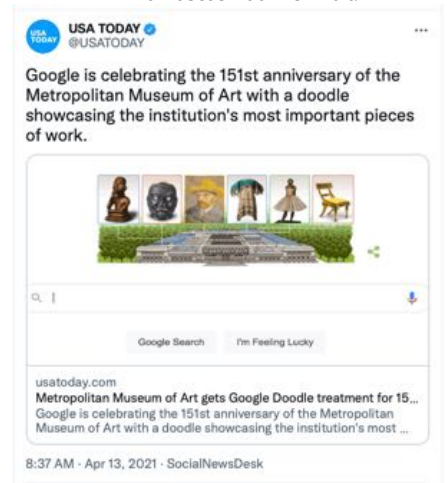 USA TODAY
USA TODAY
@USATODAY
Google is celebrating the 151st anniversary of the
Metropolitan Museum of Art with a doodle
showcasing the institution's most important pieces
of work.
Google Search I'm Feeling Lucky
usatoday.com
Metropolitan Museum of Art gets Google Doodle treatment for 15...
Google is celebrating the 151st anniversary of the Metropolitan
Museum of Art with a doodle showcasing the institution's most ...
8:37 AM · Apr 13, 2021 · SocialNewsDesk